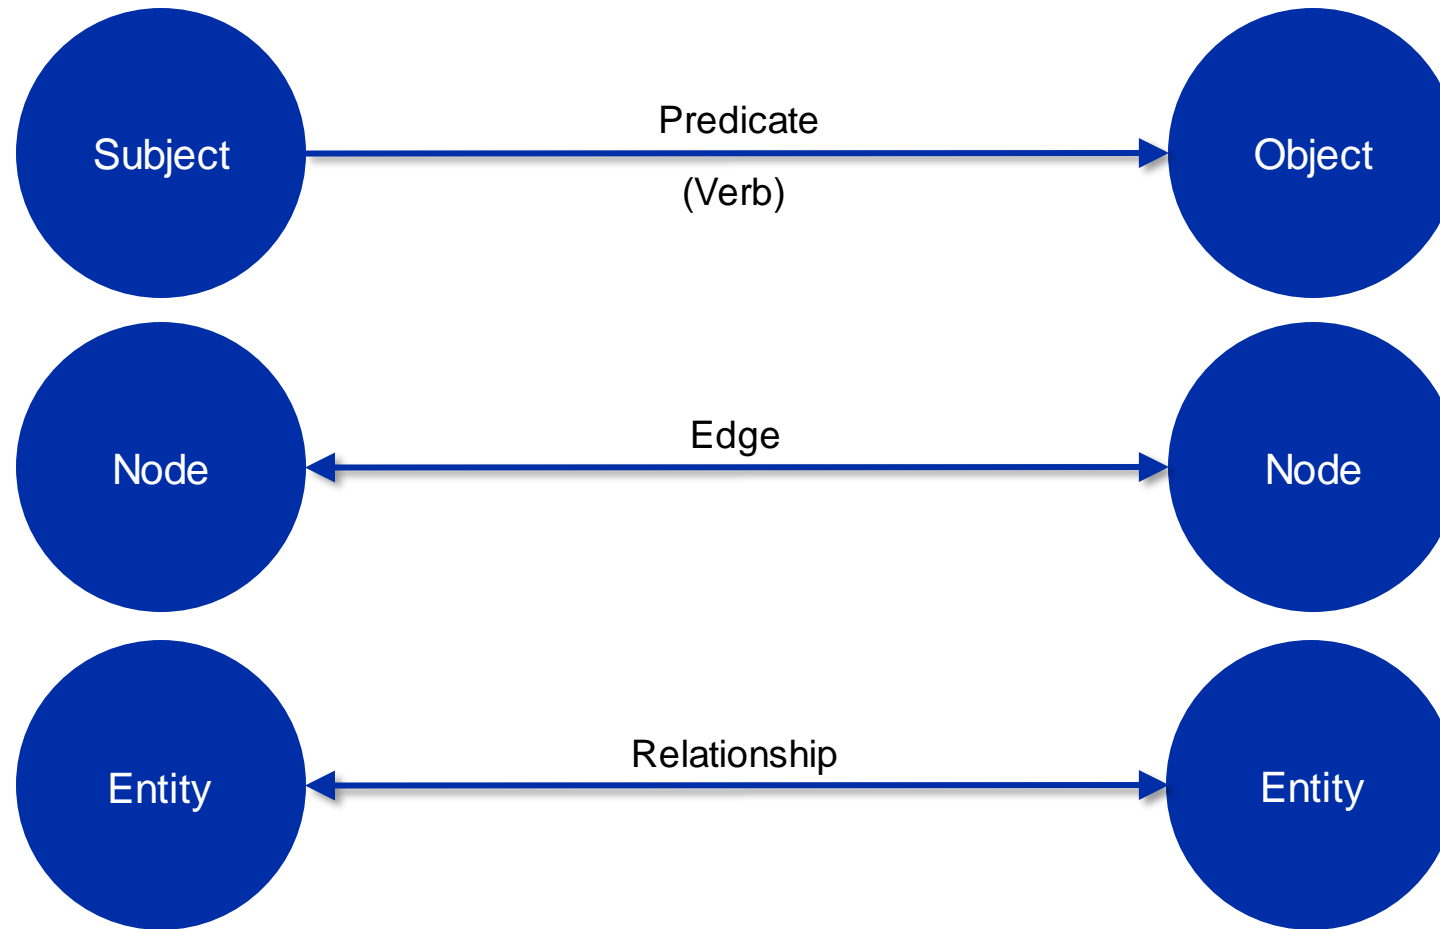 Subject
Predicate
(Verb)
Object
Node
Edge
Node
Entity
Relationship
Entity